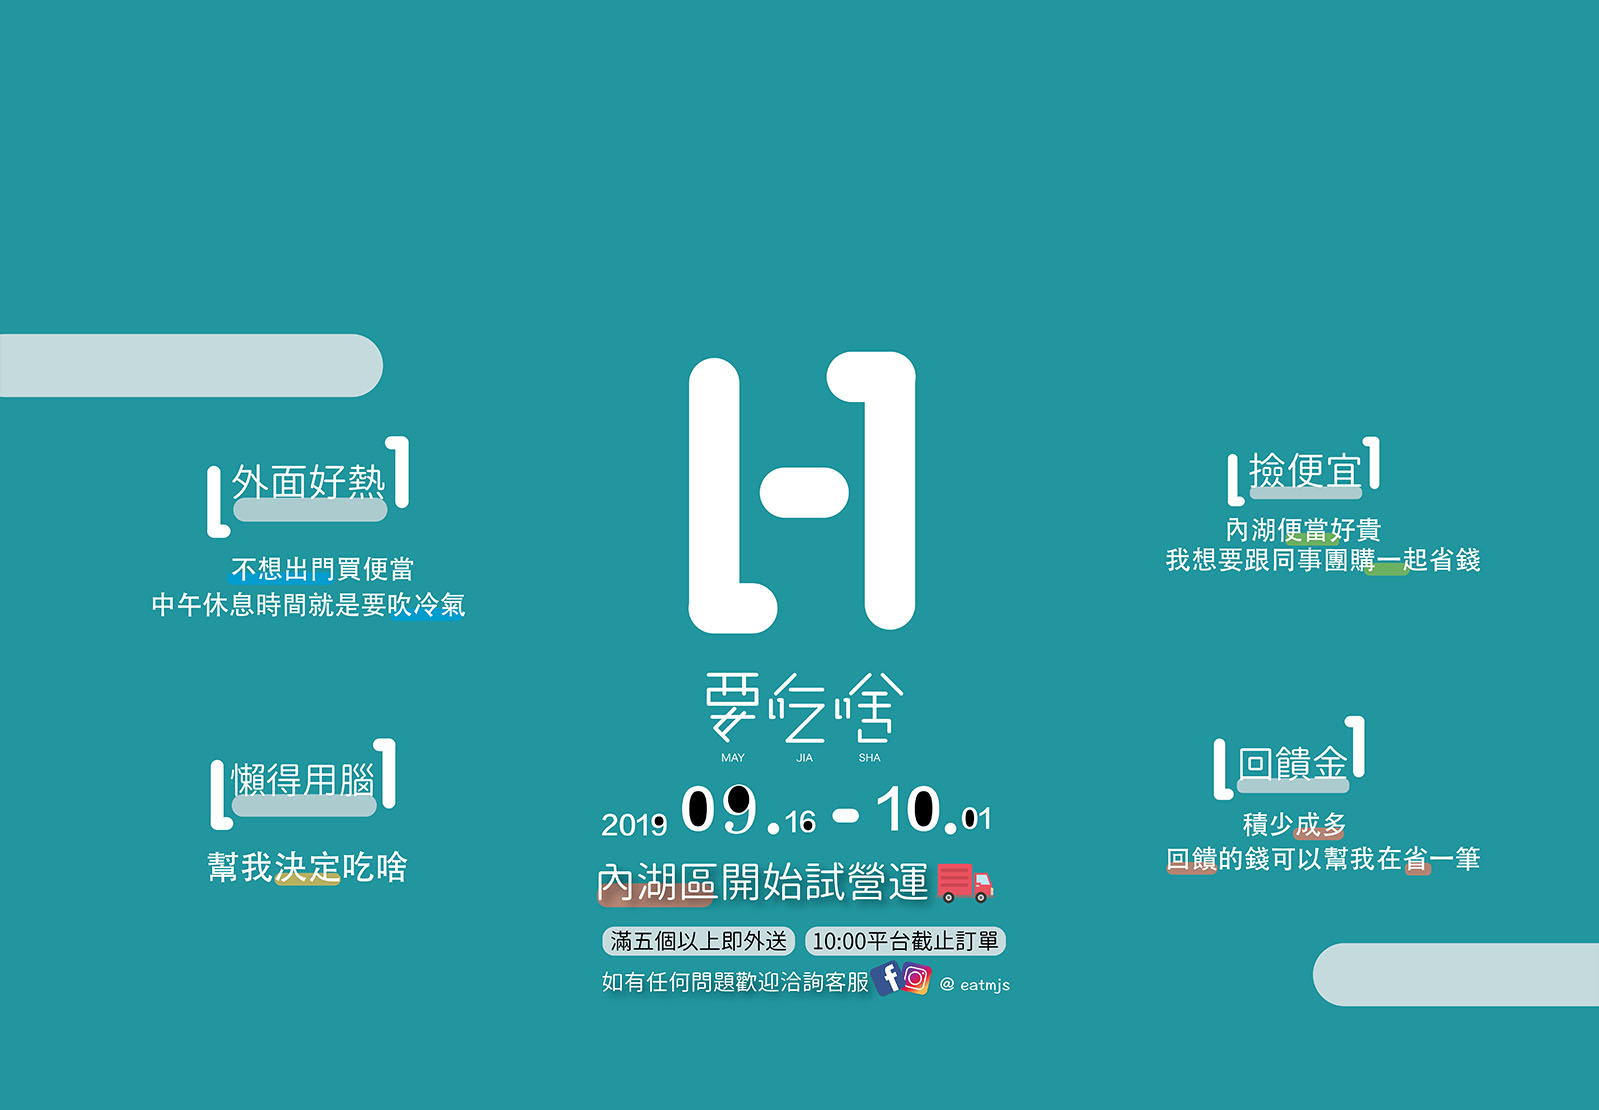 外面好熱
不想出門買便當
中午休息時間就是要吹冷氣
懶得用腦
幫我決定吃啥
要吃啥
MAY JIA SHA
2019 09.16 - 10.01
內湖區開始試營運
滿五個以上即外送 10:00平台截止訂單
如有任何問題歡迎洽詢客服 @ eatmjs
撿便宜
內湖便當好貴
我想要跟同事團購一起省錢
回饋金
積少成多
回饋的錢可以幫我在省一筆